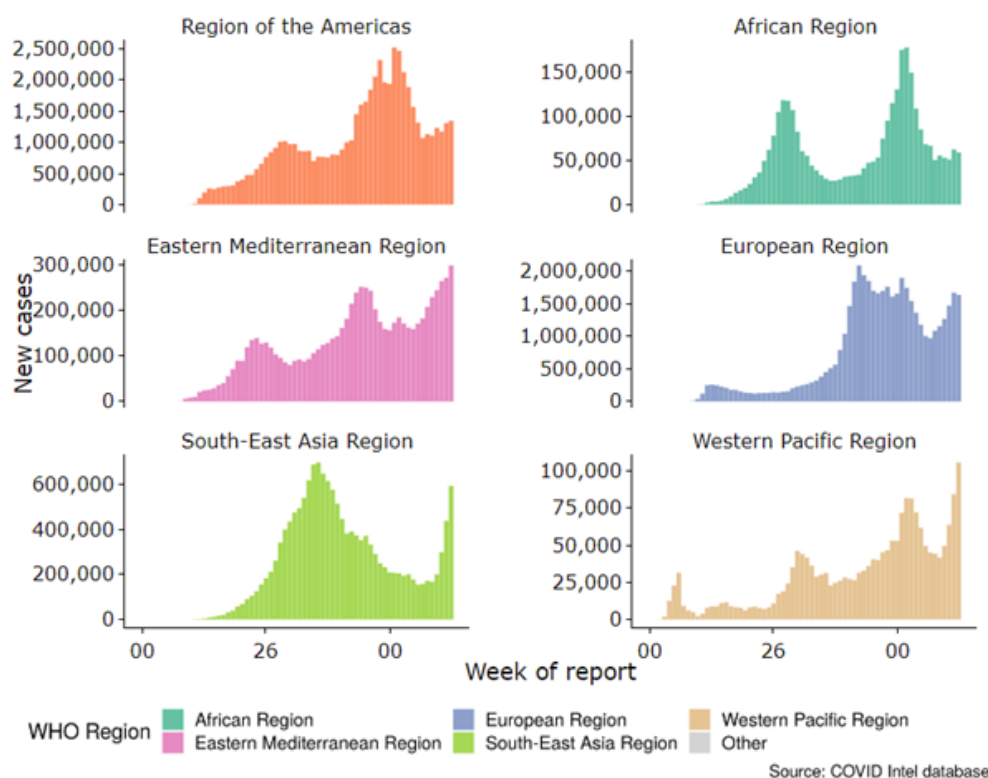 Region of the Americas
2,500,000
2,000,000
1,500,000
1,000,000
500,000
0
African Region
150,000
100,000
50,000
0
New cases
Eastern Mediterranean Region
300,000
200,000
100,000
0
European Region
2,000,000
1,500,000
1,000,000
500,000
0
South-East Asia Region
600,000
400,000
200,000
0
00 26 00
Western Pacific Region
100,000
75,000
50,000
25,000
0
00 26 00
Week of report
WHO Region
African Region European Region Western Pacific Region
Eastern Mediterranean Region South-East Asia Region Other
Source: COVID Intel database